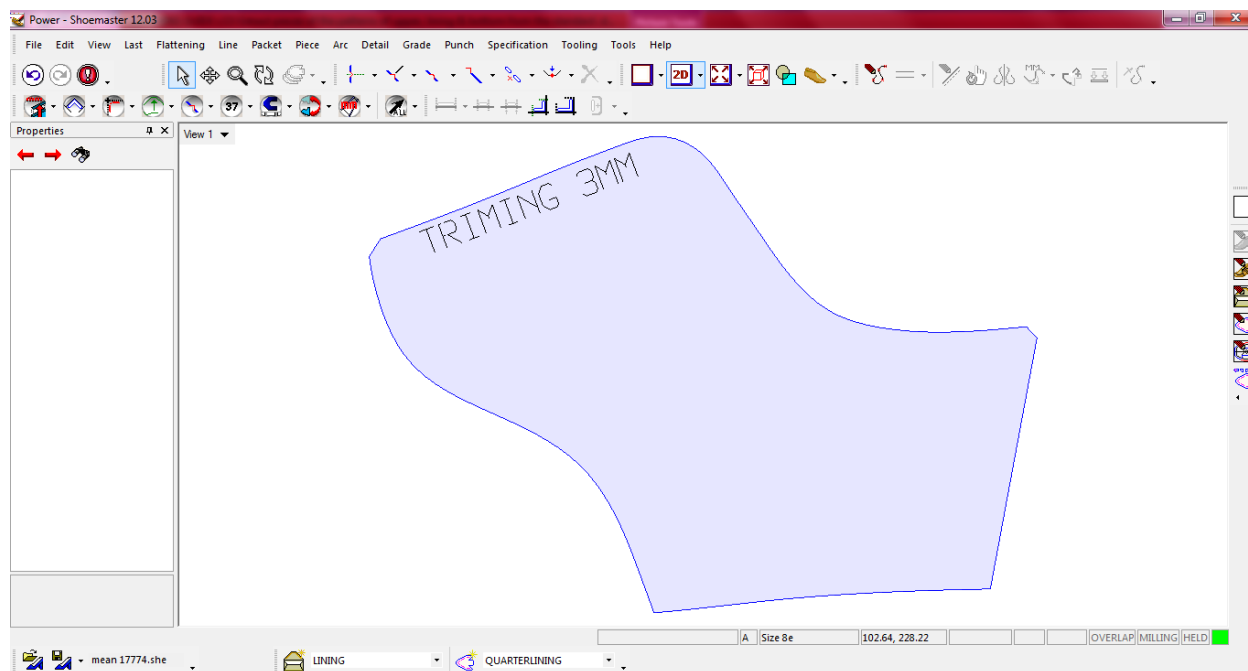 Power - Shoemaster 12.03
File Edit View Last Flattening Line Packet Piece Arc Detail Grade Punch Specification Tooling Tools Help
2D
37
Properties
View 1
TRIMING 3MM
A Size 8e 102.64, 228.22 OVERLAP MILLING HELD
mean 17774.she LINING QUARTERLINING